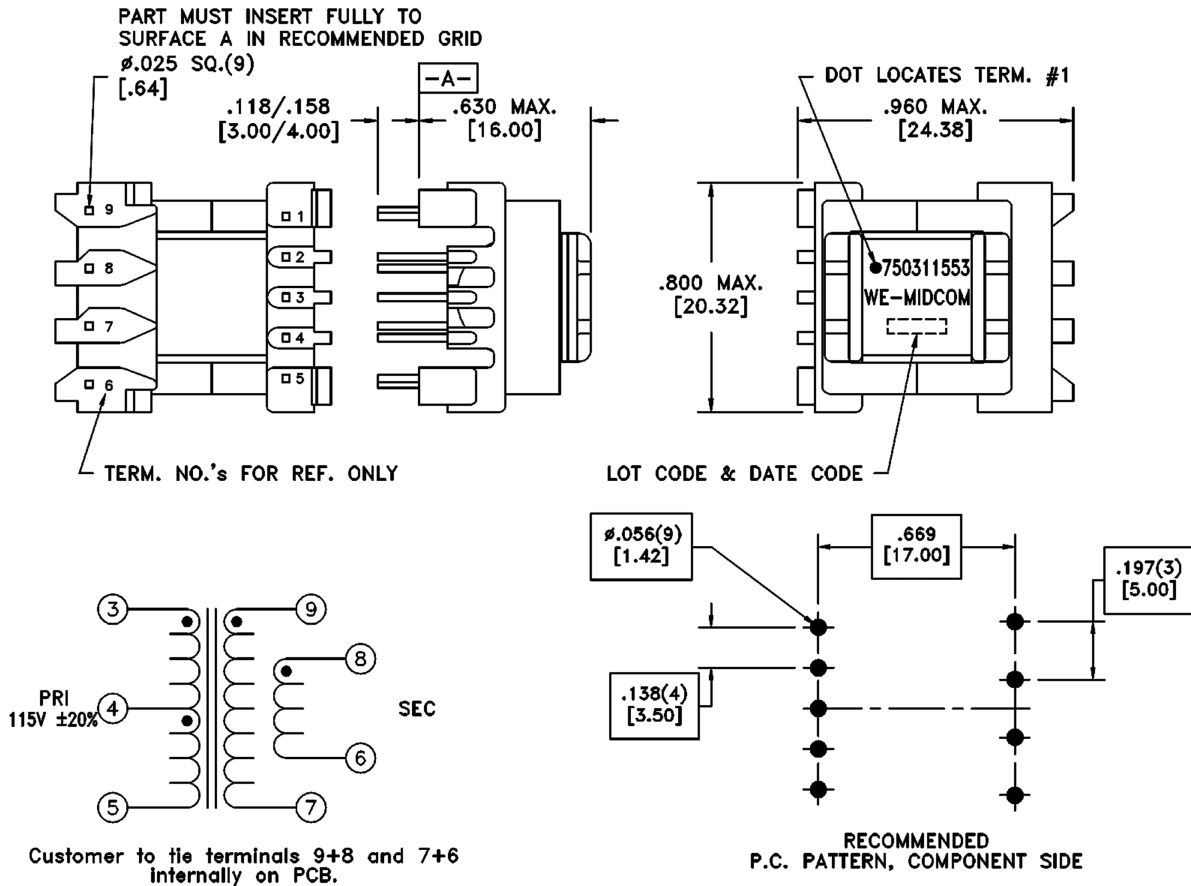 PART MUST INSERT FULLY TO
SURFACE A IN RECOMMENDED GRID
ø.025 SQ.(9)
[.64]
.118/.158
[3.00/4.00]
-A-
.630 MAX.
[16.00]
DOT LOCATES TERM. #1
.960 MAX.
[24.38]
9
8
7
6
1
2
3
4
5
.800 MAX.
[20.32]
750311553
WE-MIDCOM
TERM. NO.'s FOR REF. ONLY
LOT CODE & DATE CODE
3
4
5
PRI
115V ±20%
9
8
6
7
SEC
Customer to tie terminals 9+8 and 7+6
internally on PCB.
ø.056(9)
[1.42]
.669
[17.00]
.197(3)
[5.00]
.138(4)
[3.50]
RECOMMENDED
P.C. PATTERN, COMPONENT SIDE